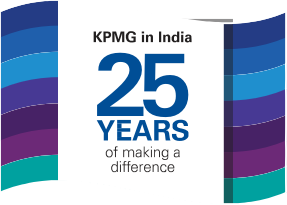 KPMG in India
25
YEARS
of making a
difference